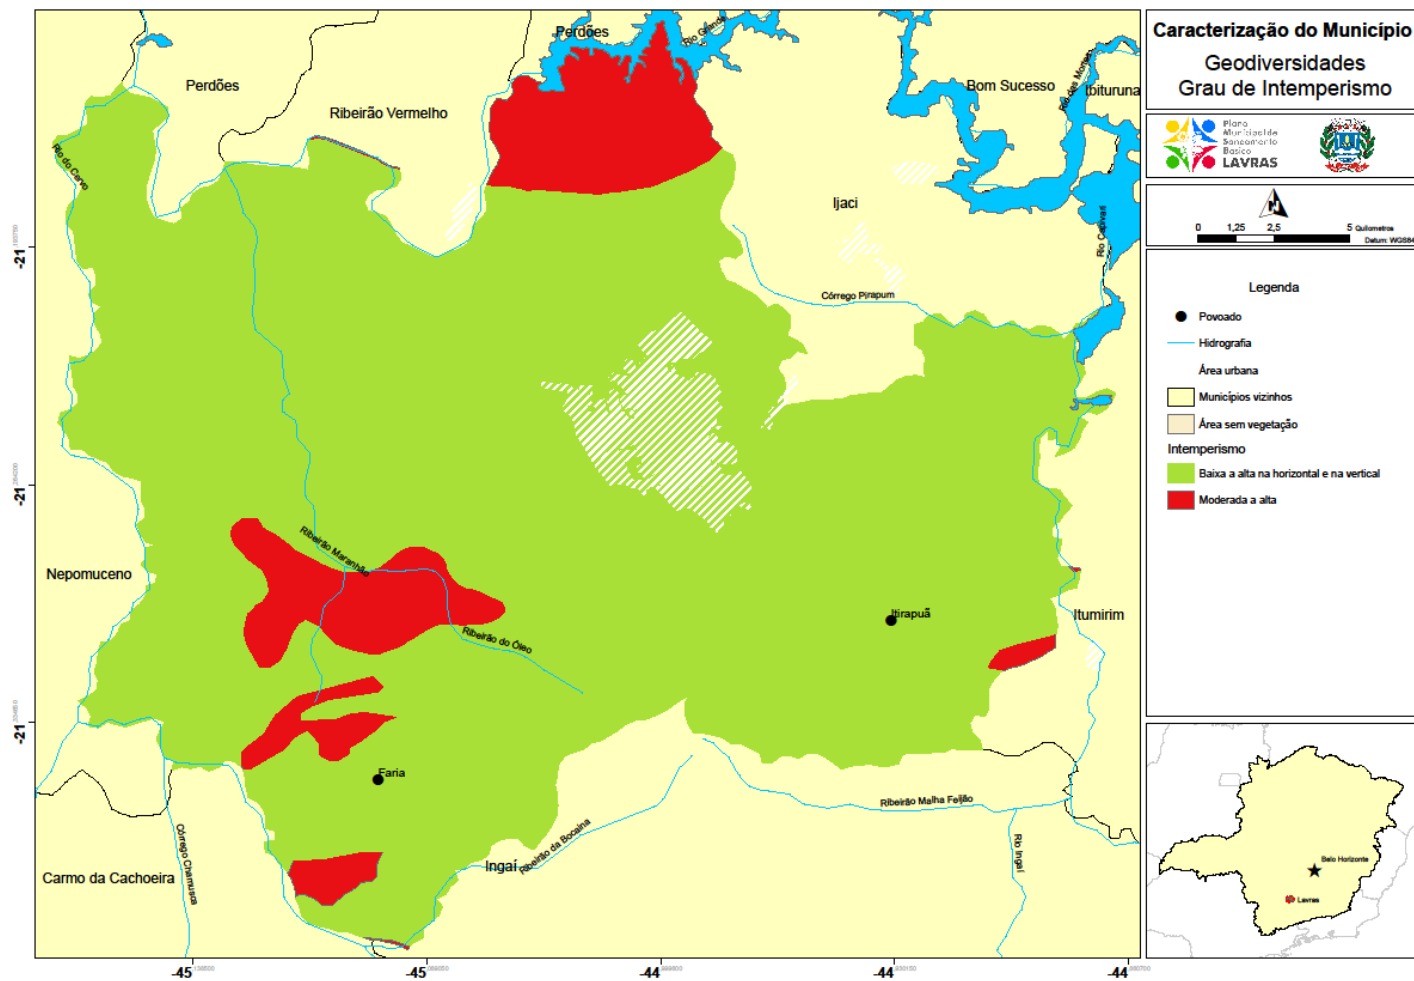 Caracterização do Município
Geodiversidades
Grau de Intemperismo
Plano
Municipal de
Saneamento
Basico
LAVRAS
N
0 1,25 2,5 5 Quilometros
Datum: WGS84
Legenda
Povoado
Hidrografia
Área urbana
Municípios vizinhos
Área sem vegetação
Intemperismo
Baixa a alta na horizontal e na vertical
Moderada a alta
Belo Horizonte
Lavras
Perdões
Rio Grande
Perdões
Ribeirão Vermelho
Bom Sucesso
Rio das Mortes
Ibituruna
Rio do Cervo
Ijaci
Rio Capivari
Córrego Pirapum
Ribeirão Maranhão
Nepomuceno
Itirapuã
Itumirim
Ribeirão do Óleo
Faria
Ribeirão Malha Feijão
Ribeirão da Bocaina
Córrego Chamusca
Rio Ingaí
Ingaí
Carmo da Cachoeira
-21
-21
-21
-45
-45
-44
-44
-44